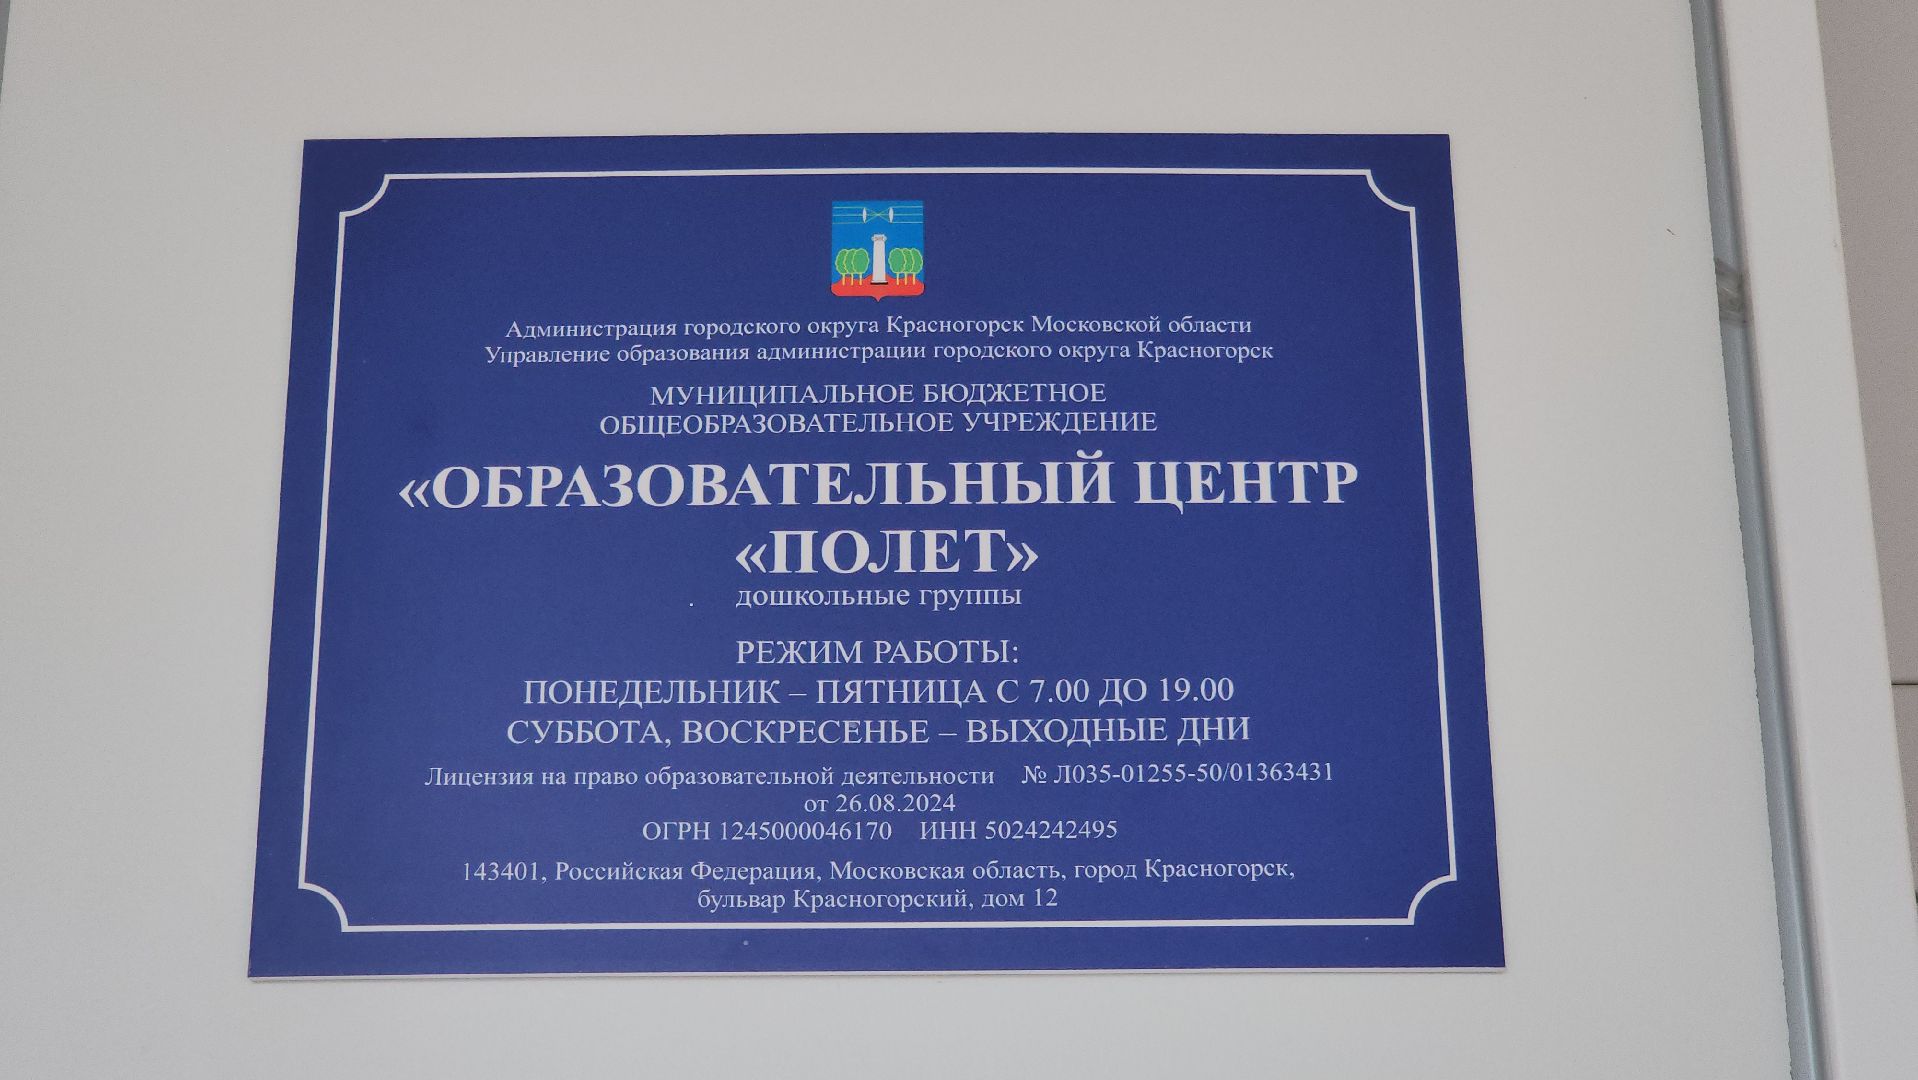 Администрация городского округа Красногорск Московской области
Управление образования администрации городского округа Красногорск
МУНИЦИПАЛЬНОЕ БЮДЖЕТНОЕ
ОБЩЕОБРАЗОВАТЕЛЬНОЕ УЧРЕЖДЕНИЕ
«ОБРАЗОВАТЕЛЬНЫЙ ЦЕНТР
«ПОЛЕТ»
дошкольные группы
РЕЖИМ РАБОТЫ:
ПОНЕДЕЛЬНИК – ПЯТНИЦА С 7.00 ДО 19.00
СУББОТА, ВОСКРЕСЕНЬЕ – ВЫХОДНЫЕ ДНИ
Лицензия на право образовательной деятельности № Л035-01255-50/01363431
от 26.08.2024
ОГРН 1245000046170 ИНН 5024242495
143401, Российская Федерация, Московская область, город Красногорск,
бульвар Красногорский, дом 12